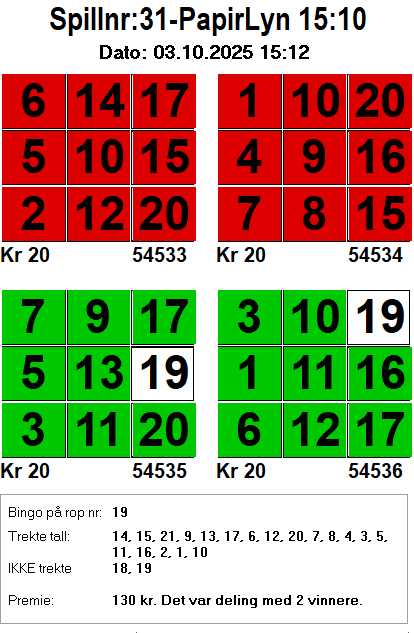 Spillnr:31-PapirLyn 15:10
Dato: 03.10.2025 15:12
6 14 17 1 10 20
5 10 15 4 9 16
2 12 20 7 8 15
Kr 20 54533 Kr 20 54534
7 9 17 3 10 19
5 13 19 1 11 16
3 11 20 6 12 17
Kr 20 54535 Kr 20 54536
Bingo på rop nr: 19
Trekte tall: 14, 15, 21, 9, 13, 17, 6, 12, 20, 7, 8, 4, 3, 5,
11, 16, 2, 1, 10
IKKE trekte 18, 19
Premie: 130 kr. Det var deling med 2 vinnere.